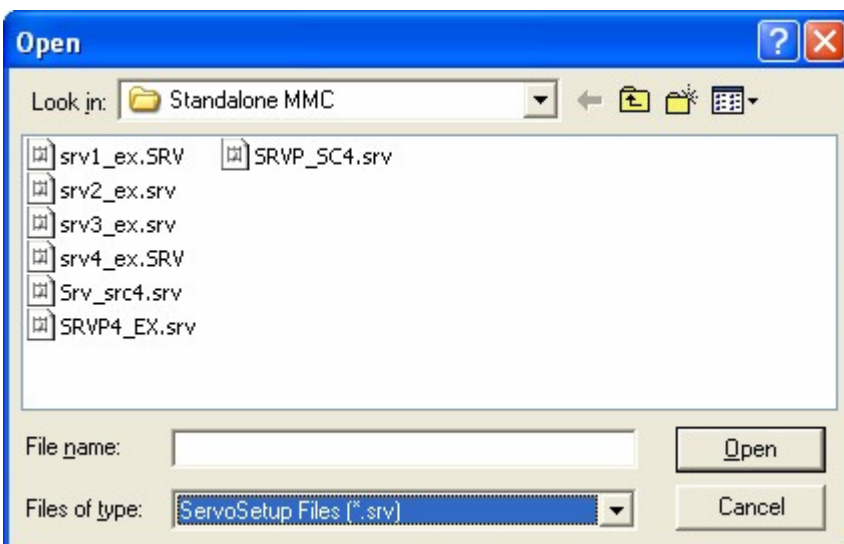 Open
Look in: Standalone MMC
srv1_ex.SRV
srv2_ex.srv
srv3_ex.srv
srv4_ex.SRV
Srv_src4.srv
SRVP4_EX.srv
SRVP_SC4.srv
File name:
Open
Files of type: ServoSetup Files (*.srv)
Cancel